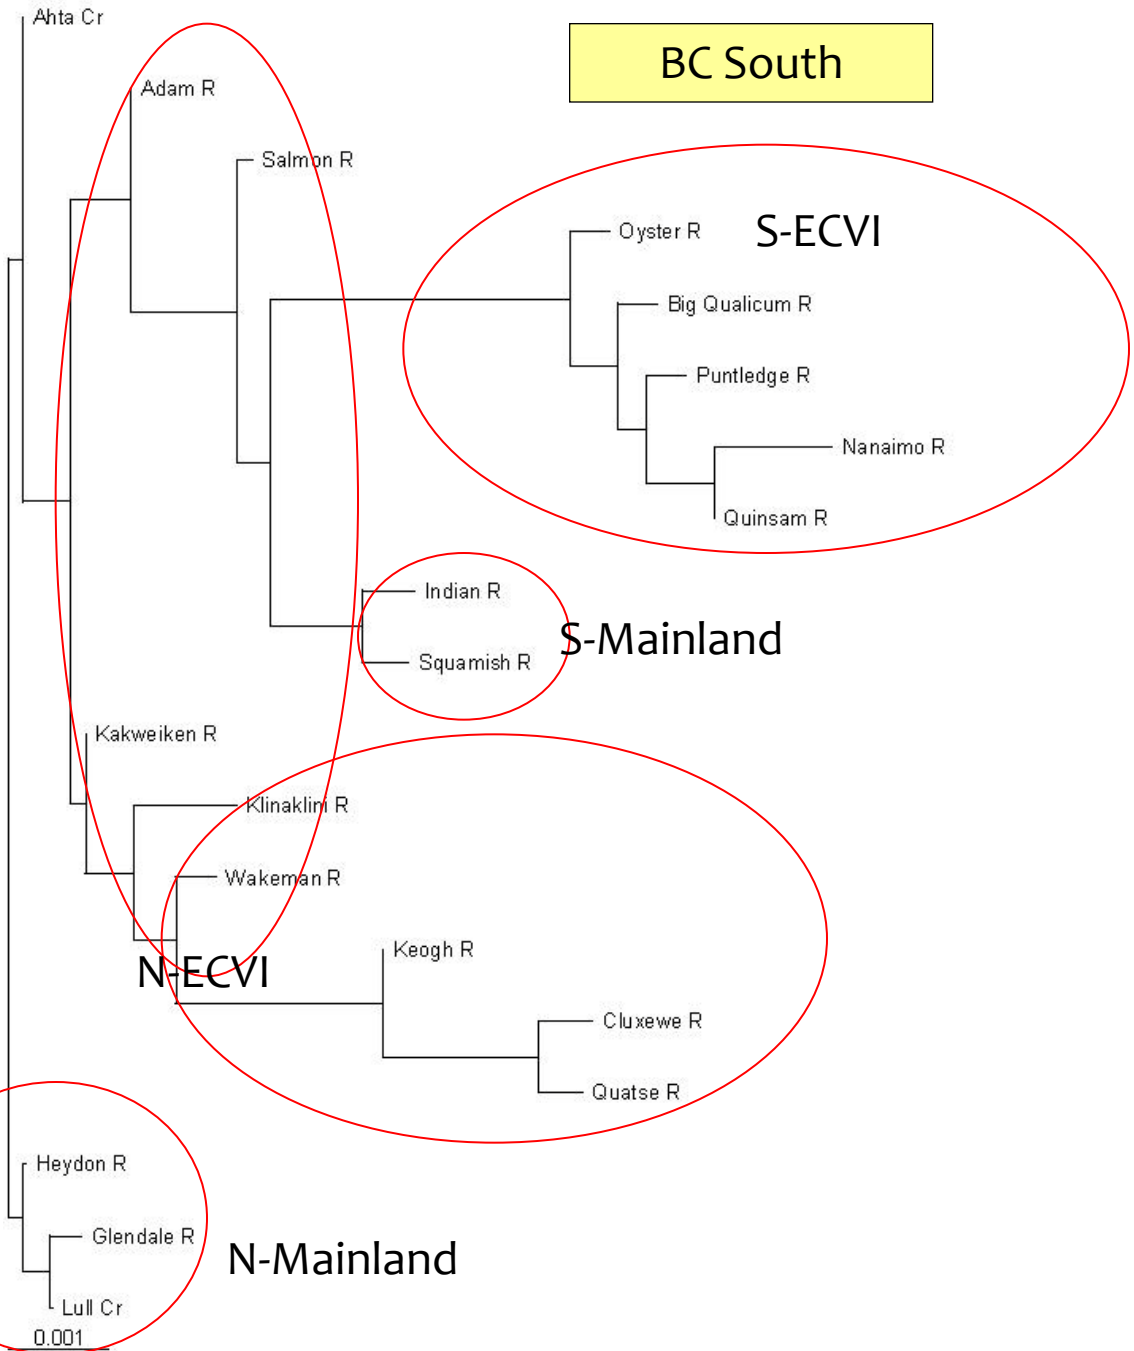 Ahta Cr
BC South
Adam R
Salmon R
Oyster R
S-ECVI
Big Qualicum R
Puntledge R
Nanaimo R
Quinsam R
Indian R
S-Mainland
Squamish R
Kakweiken R
Klinaklini R
Wakeman R
Keogh R
N-ECVI
Cluxewe R
Quatse R
Heydon R
Glendale R
N-Mainland
Lull Cr
0.001